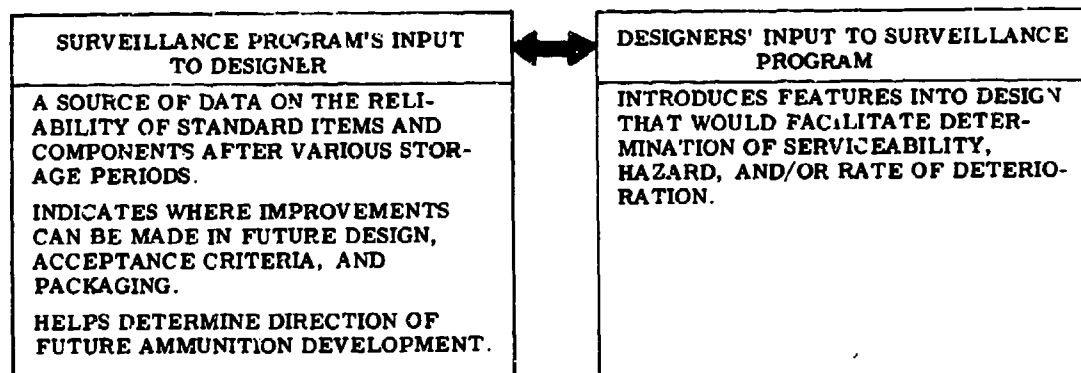 SURVEILLANCE PROGRAM'S INPUT
TO DESIGNER
A SOURCE OF DATA ON THE RELI-
ABILITY OF STANDARD ITEMS AND
COMPONENTS AFTER VARIOUS STOR-
AGE PERIODS.
INDICATES WHERE IMPROVEMENTS
CAN BE MADE IN FUTURE DESIGN,
ACCEPTANCE CRITERIA, AND
PACKAGING.
HELPS DETERMINE DIRECTION OF
FUTURE AMMUNITION DEVELOPMENT.
DESIGNERS' INPUT TO SURVEILLANCE
PROGRAM
INTRODUCES FEATURES INTO DESIGN
THAT WOULD FACILITATE DETER-
MINATION OF SERVICEABILITY,
HAZARD, AND/OR RATE OF DETERIO-
RATION.